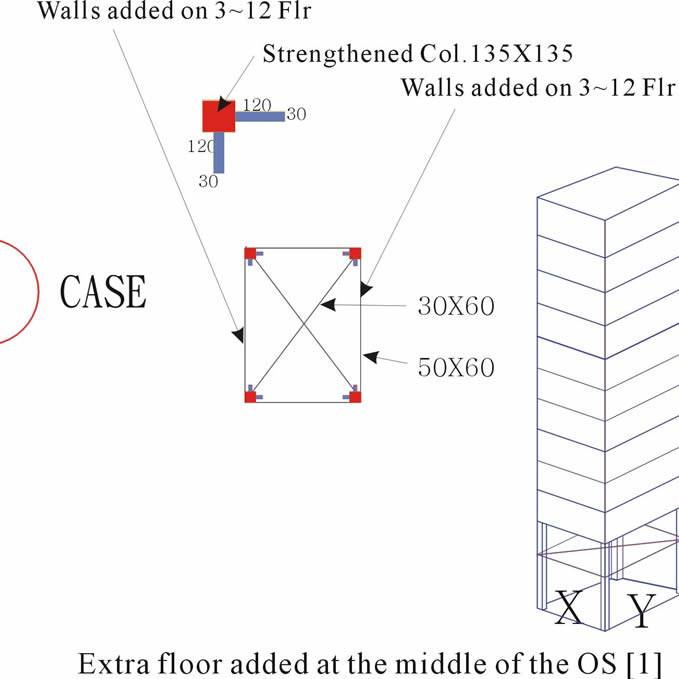 Walls added on 3~12 Flr
Strengthened Col.135X135
Walls added on 3~12 Flr
120
30
120
30
CASE
30X60
50X60
X
Y
Extra floor added at the middle of the OS [1]